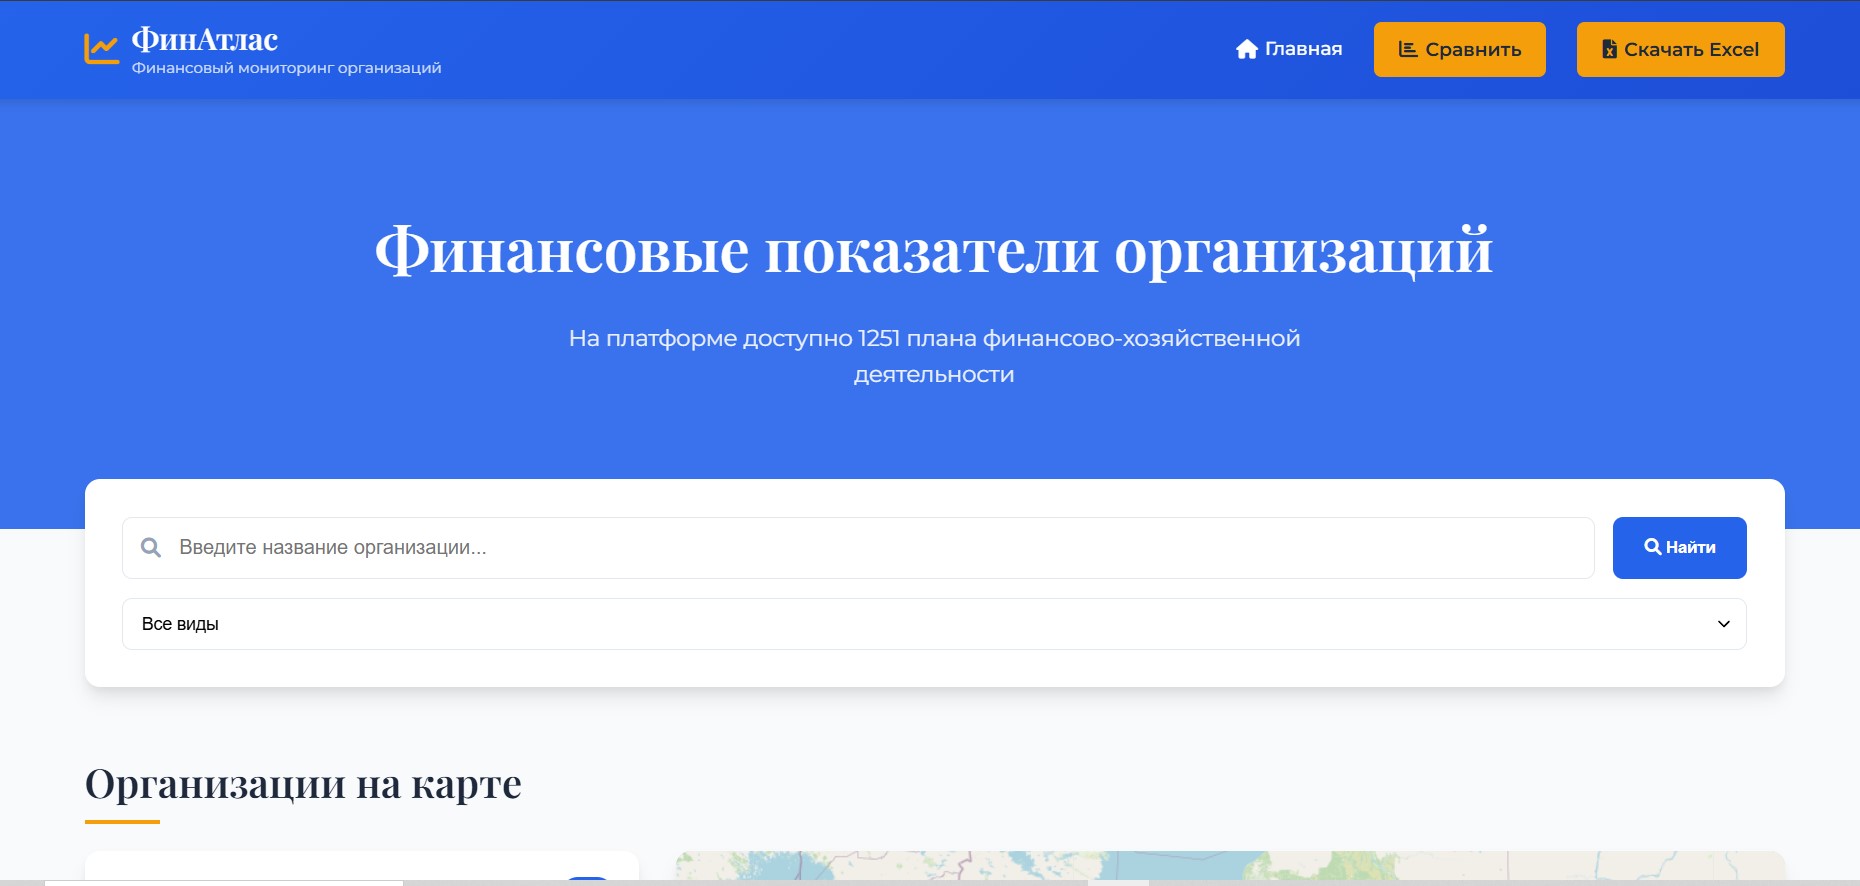 ФинАтлас
Финансовый мониторинг организаций
Главная
Сравнить
Скачать Excel
Финансовые показатели организаций
На платформе доступно 1251 плана финансово-хозяйственной
деятельности
Введите название организации...
Найти
Все виды
Организации на карте